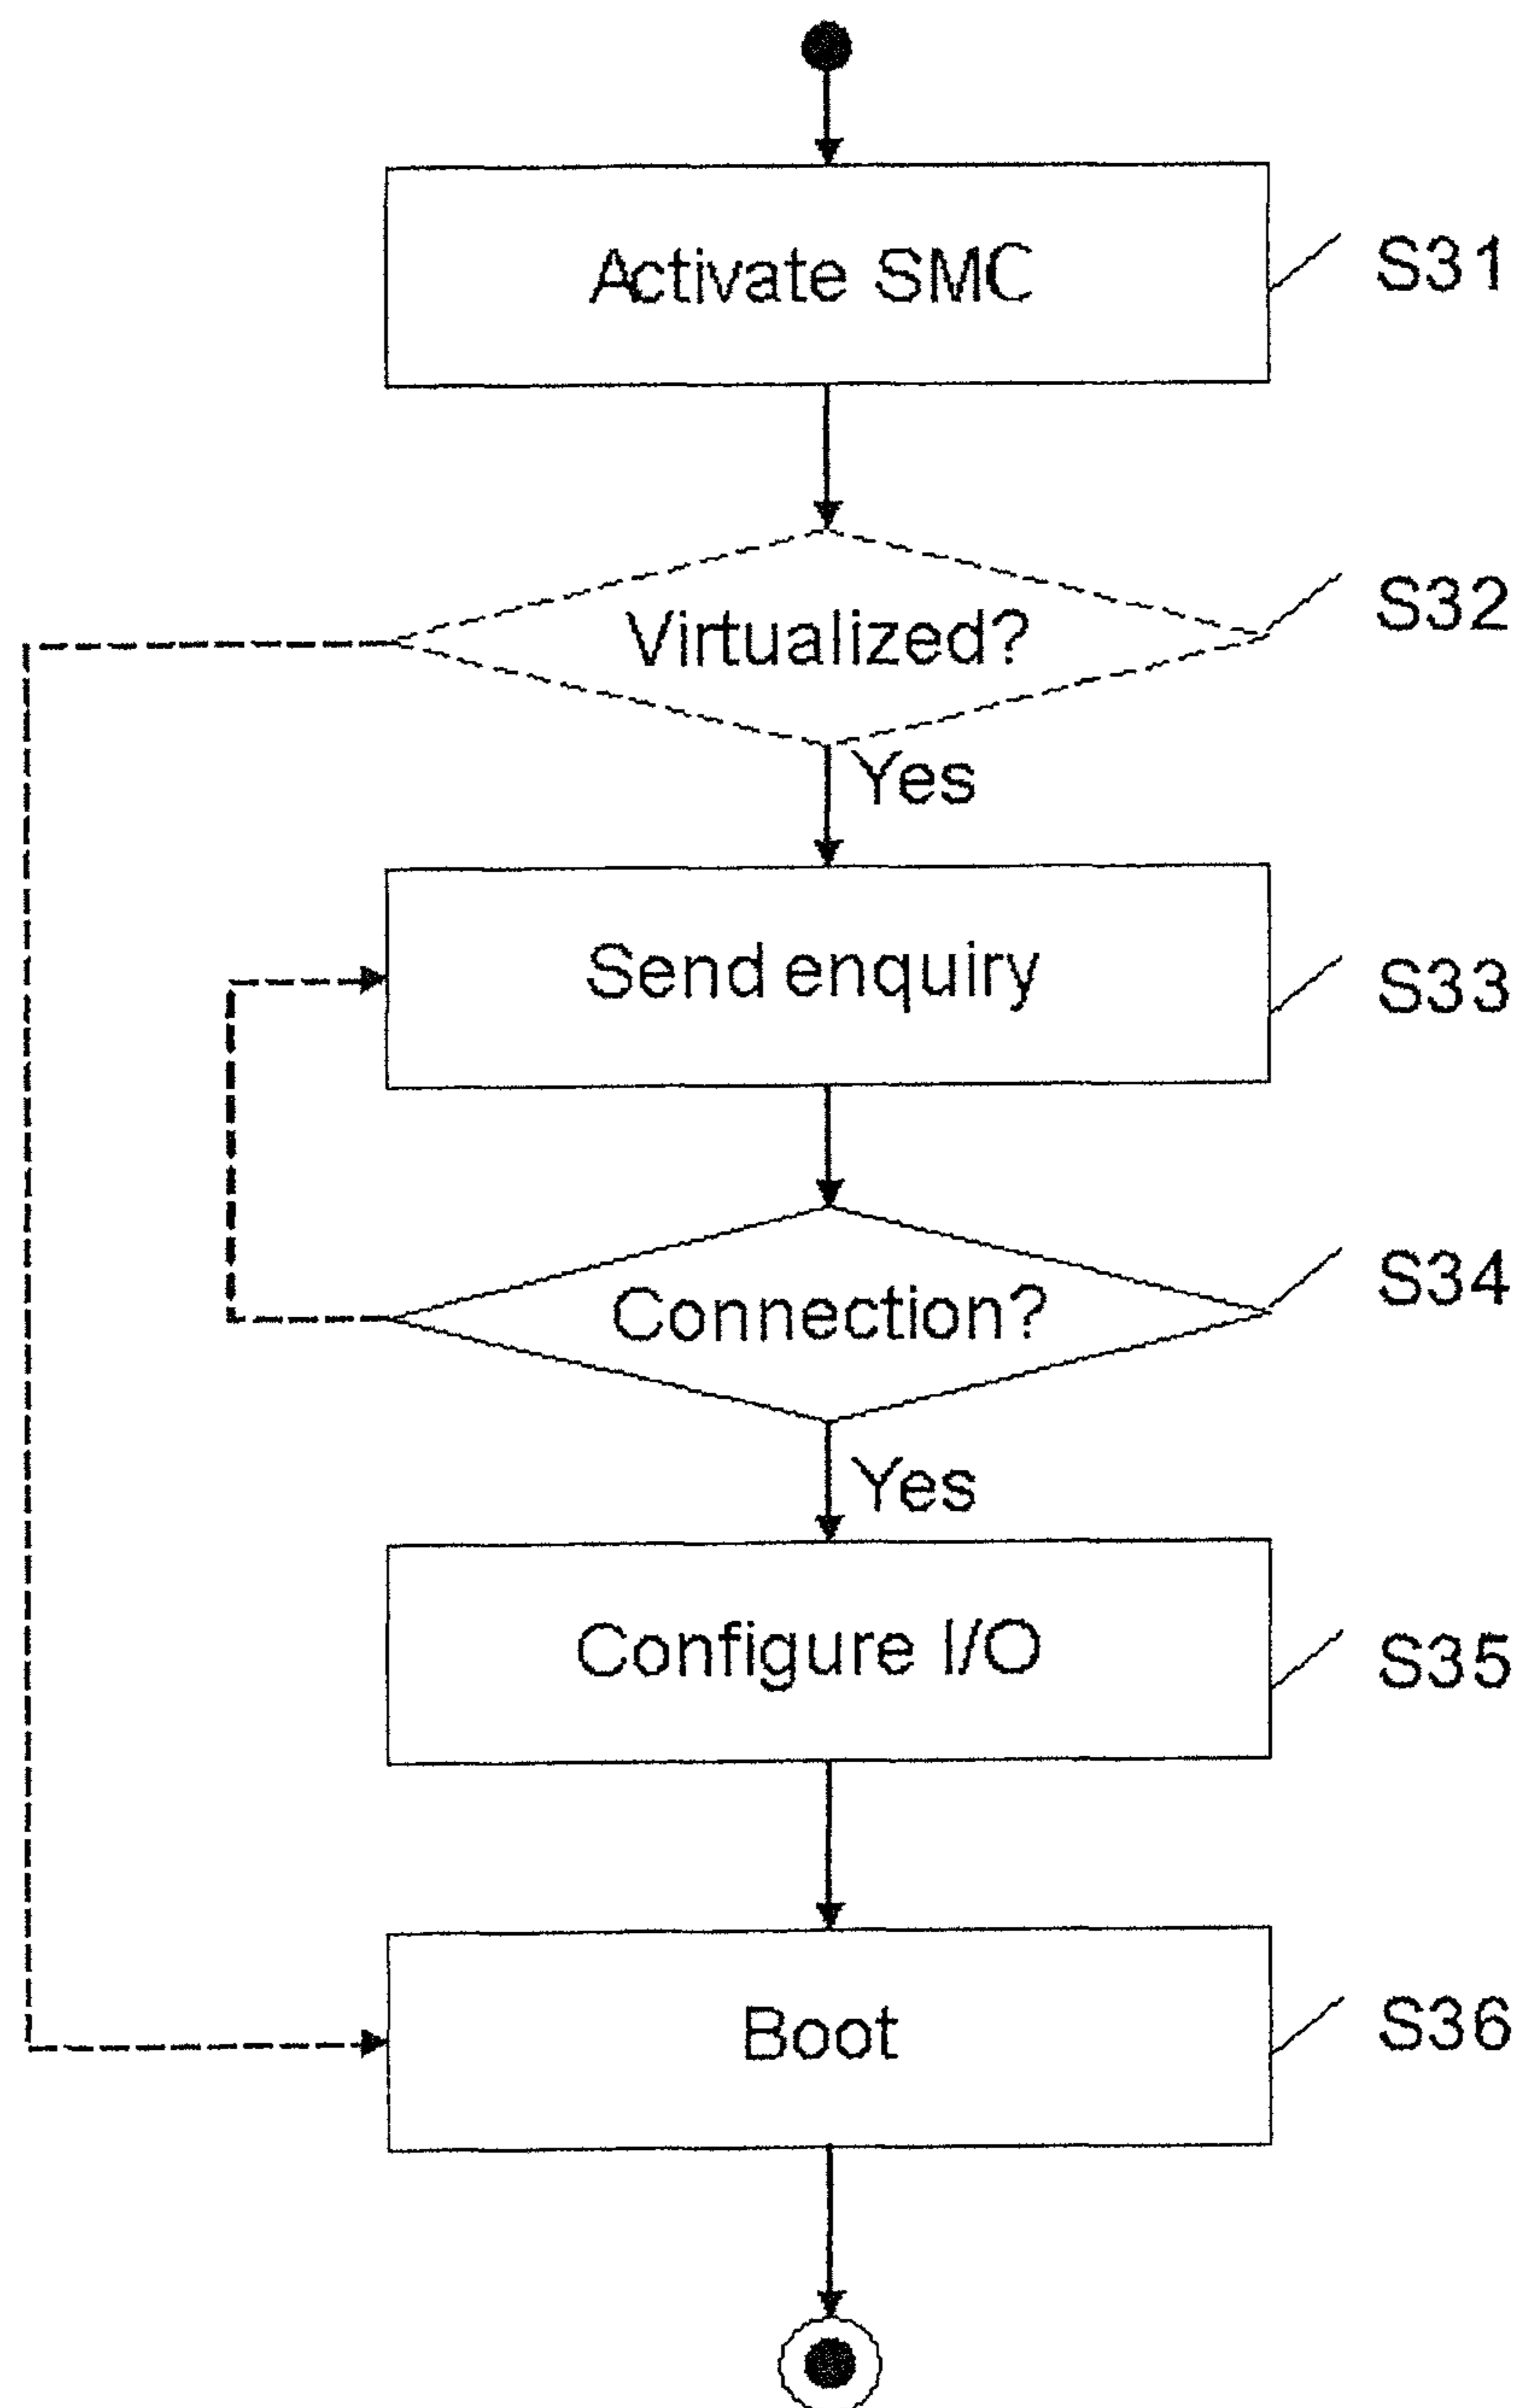 Activate SMC
S31
Virtualized?
S32
Yes
Send enquiry
S33
Connection?
S34
Yes
Configure I/O
S35
Boot
S36